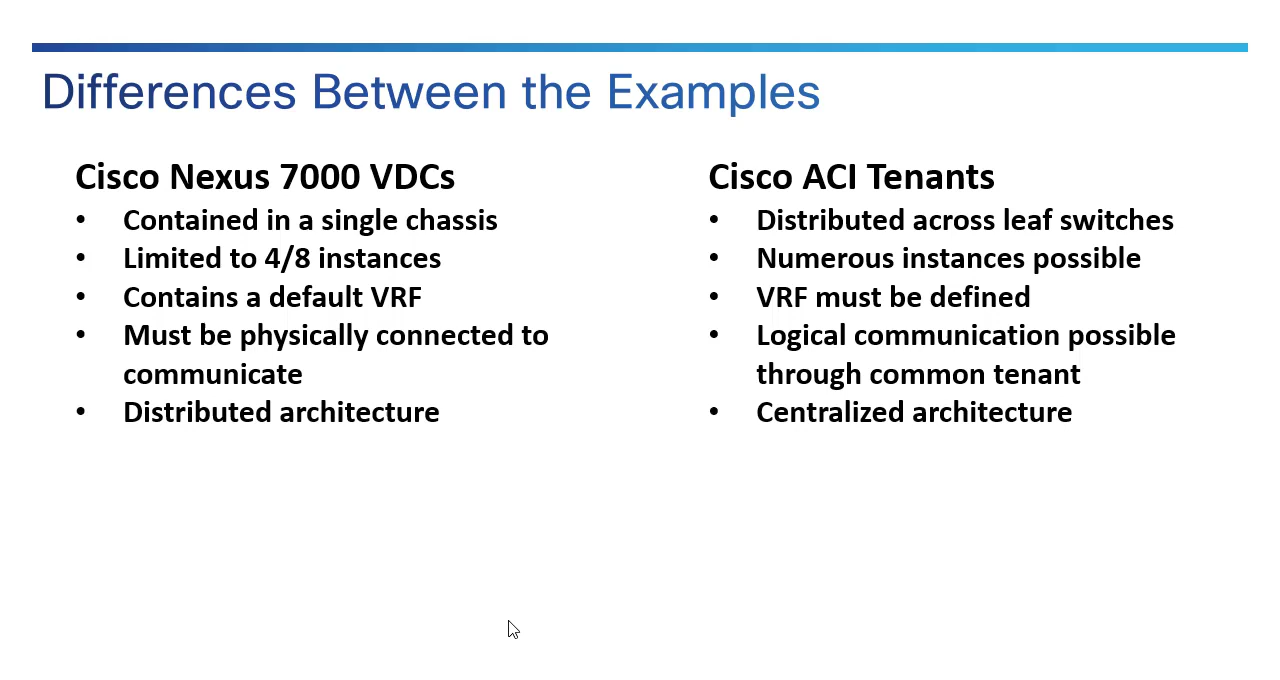 Differences Between the Examples
Cisco Nexus 7000 VDCs
• Contained in a single chassis
• Limited to 4/8 instances
• Contains a default VRF
• Must be physically connected to
communicate
• Distributed architecture
Cisco ACI Tenants
• Distributed across leaf switches
• Numerous instances possible
• VRF must be defined
• Logical communication possible
through common tenant
• Centralized architecture